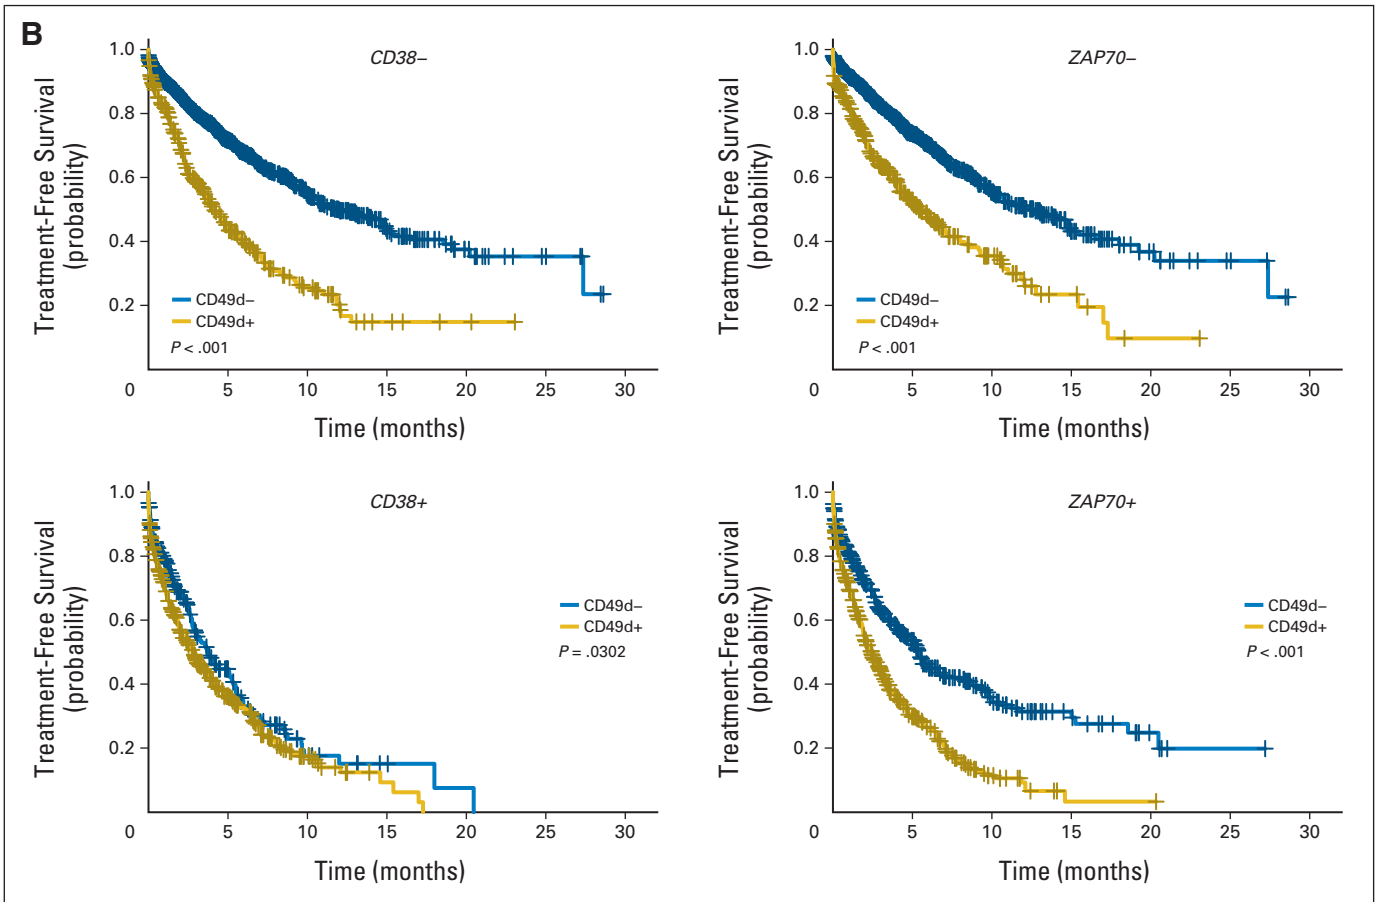 B
CD38–
Treatment-Free Survival
(probability)
1.0
0.8
0.6
0.4
0.2
0
5
10
15
20
25
30
CD49d–
CD49d+
P < .001
Time (months)
ZAP70–
Treatment-Free Survival
(probability)
1.0
0.8
0.6
0.4
0.2
0
5
10
15
20
25
30
CD49d–
CD49d+
P < .001
Time (months)
CD38+
Treatment-Free Survival
(probability)
1.0
0.8
0.6
0.4
0.2
0
5
10
15
20
25
30
CD49d–
CD49d+
P = .0302
Time (months)
ZAP70+
Treatment-Free Survival
(probability)
1.0
0.8
0.6
0.4
0.2
0
5
10
15
20
25
30
CD49d–
CD49d+
P < .001
Time (months)